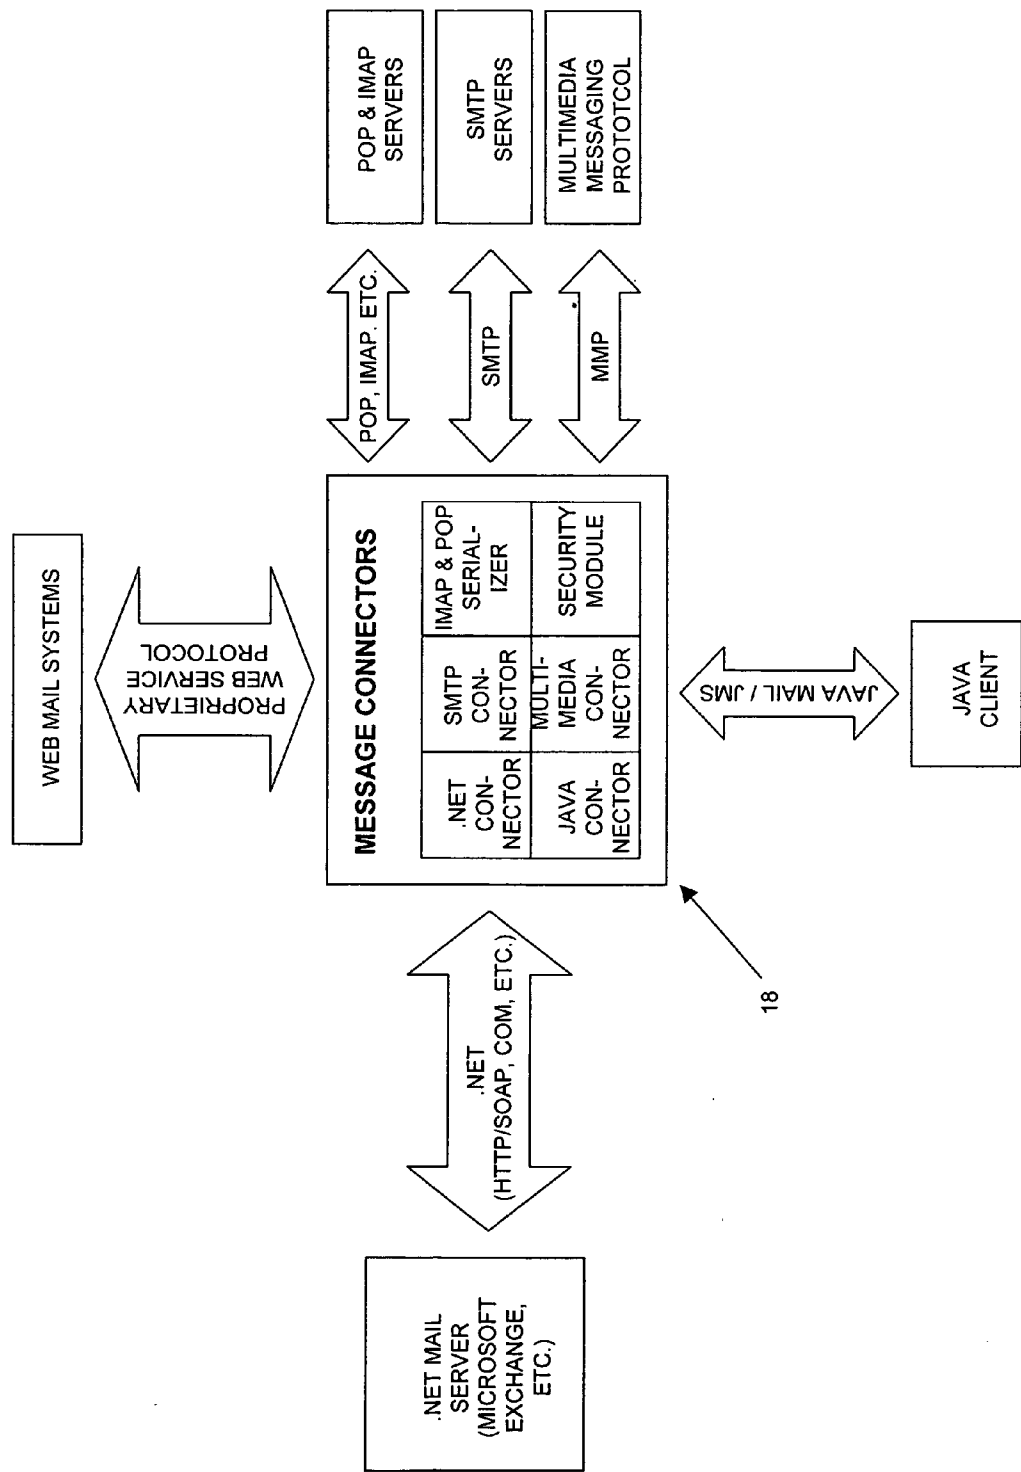 WEB MAIL SYSTEMS
PROPRIETARY
WEB SERVICE
PROTOCOL
.NET MAIL
SERVER
(MICROSOFT
EXCHANGE,
ETC.)
.NET
(HTTP/SOAP, COM, ETC.)
MESSAGE CONNECTORS
.NET
CON-
NECTOR
SMTP
CON-
NECTOR
IMAP & POP
SERIAL-
IZER
JAVA
CON-
NECTOR
MULTI-
MEDIA
CON-
NECTOR
SECURITY
MODULE
POP, IMAP. ETC.
SMTP
MMP
POP & IMAP
SERVERS
SMTP
SERVERS
MULTIMEDIA
MESSAGING
PROTOTCOL
18
JAVA MAIL / JMS
JAVA
CLIENT